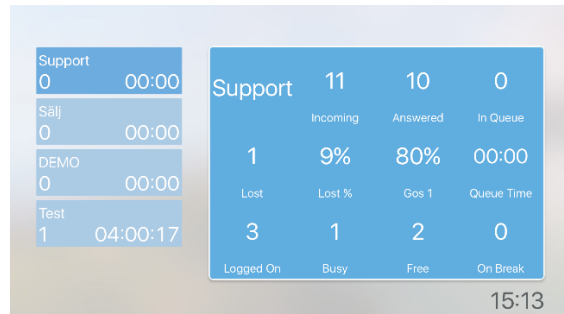 Support
0 00:00
Sälj
0 00:00
DEMO
0 00:00
Test
1 04:00:17
Support 11 10 0
Incoming Answered In Queue
1 9% 80% 00:00
Lost Lost % Gos 1 Queue Time
3 1 2 0
Logged On Busy Free On Break
15:13